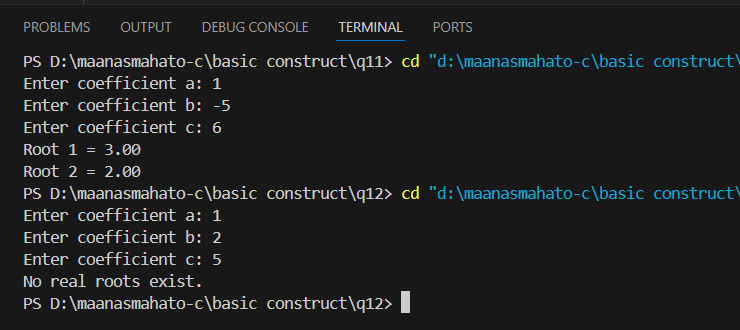 PROBLEMS OUTPUT DEBUG CONSOLE TERMINAL PORTS
PS D:\maanasmahato-c\basic construct\q11> cd "d:\maanasmahato-c\basic construct\
Enter coefficient a: 1
Enter coefficient b: -5
Enter coefficient c: 6
Root 1 = 3.00
Root 2 = 2.00
PS D:\maanasmahato-c\basic construct\q12> cd "d:\maanasmahato-c\basic construct\
Enter coefficient a: 1
Enter coefficient b: 2
Enter coefficient c: 5
No real roots exist.
PS D:\maanasmahato-c\basic construct\q12>